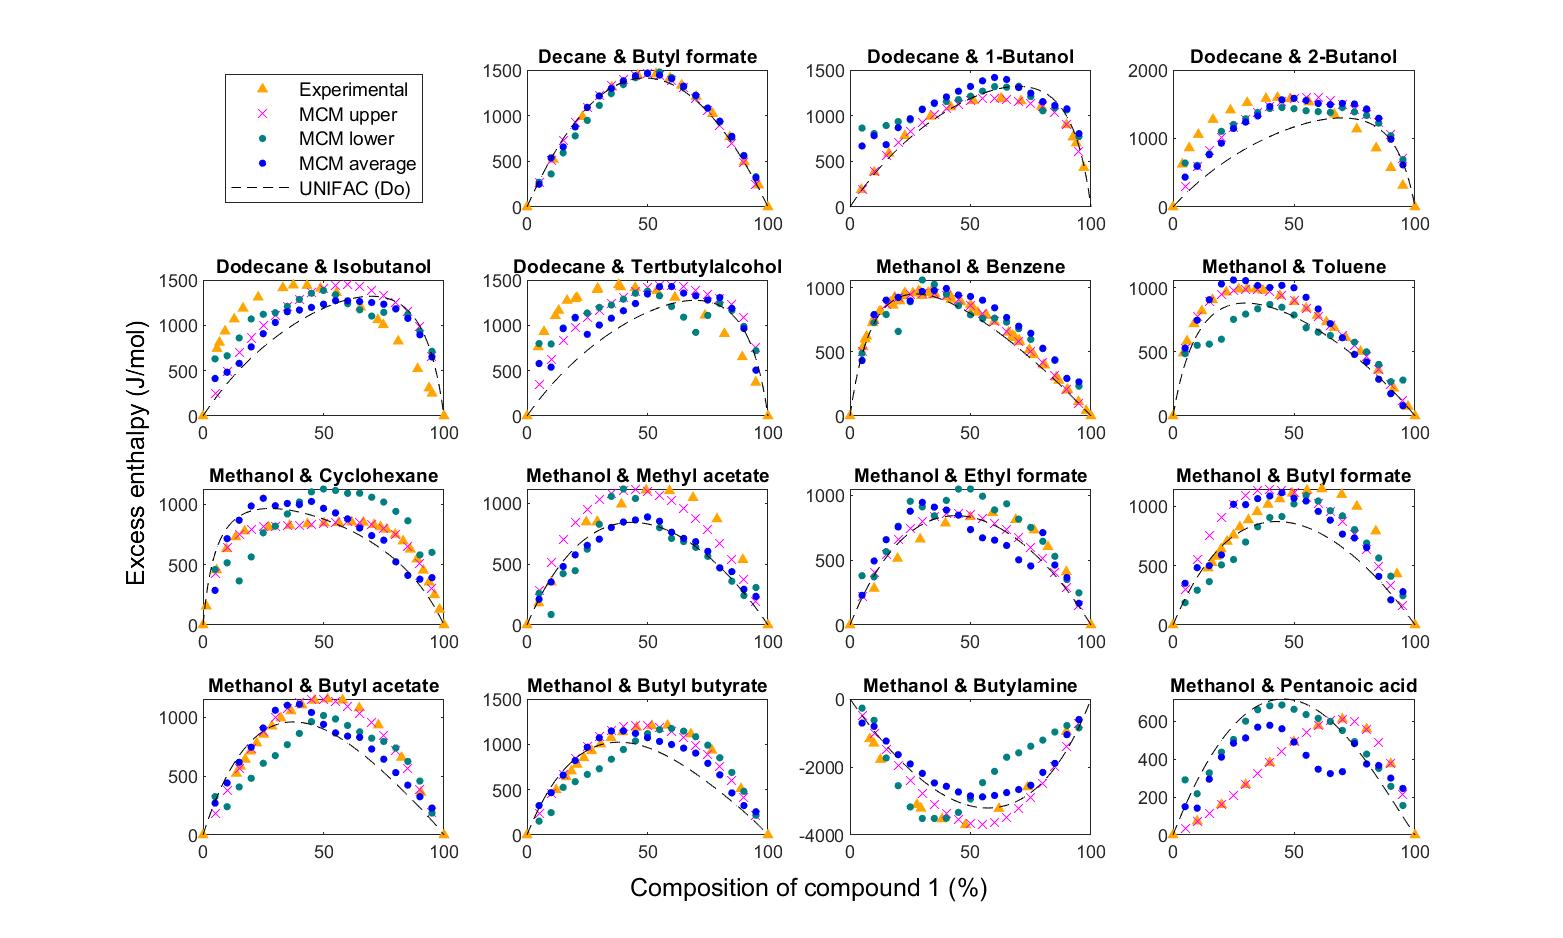 Experimental
MCM upper
MCM lower
MCM average
UNIFAC (Do)
Decane & Butyl formate
1500
1000
500
0
0 50 100
Dodecane & 1-Butanol
1500
1000
500
0
0 50 100
Dodecane & 2-Butanol
2000
1000
0
0 50 100
Dodecane & Isobutanol
1500
1000
500
0
0 50 100
Dodecane & Tertbutylalcohol
1500
1000
500
0
0 50 100
Methanol & Benzene
1000
500
0
0 50 100
Methanol & Toluene
1000
500
0
0 50 100
Excess enthalpy (J/mol)
Methanol & Cyclohexane
1000
500
0
0 50 100
Methanol & Methyl acetate
1000
500
0
0 50 100
Methanol & Ethyl formate
1000
500
0
0 50 100
Methanol & Butyl formate
1000
500
0
0 50 100
Methanol & Butyl acetate
1000
500
0
0 50 100
Methanol & Butyl butyrate
1500
1000
500
0
0 50 100
Methanol & Butylamine
0
-2000
-4000
0 50 100
Methanol & Pentanoic acid
600
400
200
0
0 50 100
Composition of compound 1 (%)